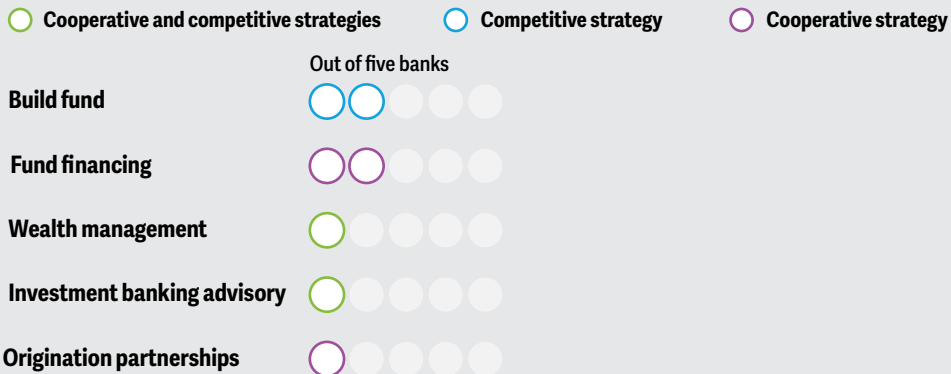 Cooperative and competitive strategies Competitive strategy Cooperative strategy
Out of five banks
Build fund
Fund financing
Wealth management
Investment banking advisory
Origination partnerships